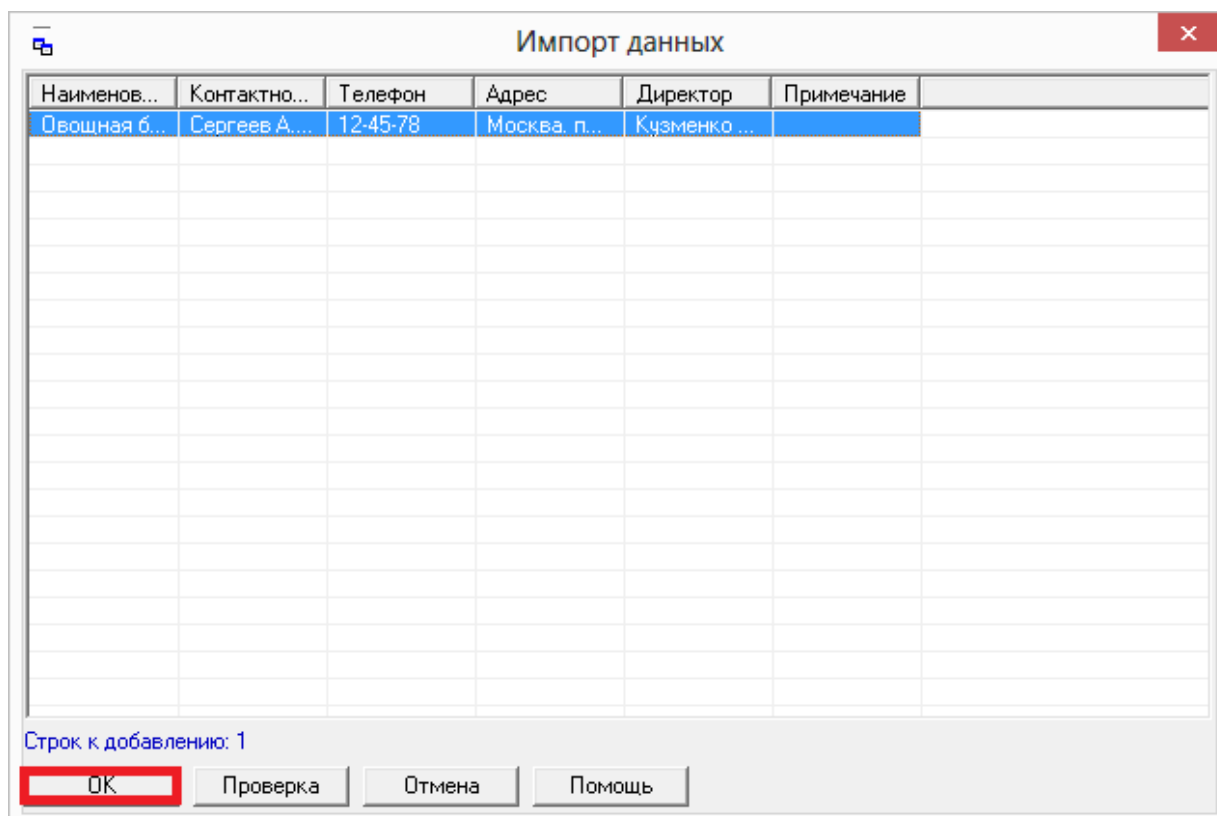 Импорт данных
Наименов... Контактно... Телефон Адрес Директор Примечание
Овощная б... Сергеев А.... 12-45-78 Москва. п... Кузменко ...
Строк к добавлению: 1
OK Проверка Отмена Помощь